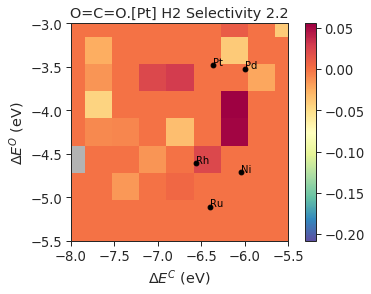 O=C=O.[Pt] H2 Selectivity 2.2
ΔE^O (eV)
−3.0
−3.5
−4.0
−4.5
−5.0
−5.5
Pt
Pd
Rh
Ni
Ru
−8.0 −7.5 −7.0 −6.5 −6.0 −5.5
ΔE^C (eV)
0.05
0.00
−0.05
−0.10
−0.15
−0.20